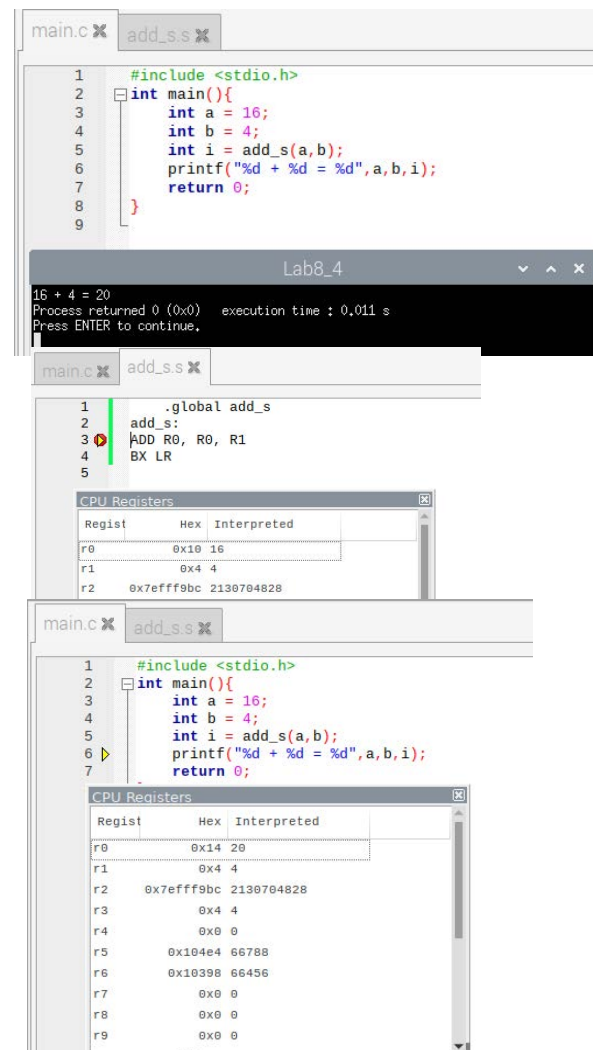 main.c add_s.s
1 #include <stdio.h>
2 int main(){
3 int a = 16;
4 int b = 4;
5 int i = add_s(a,b);
6 printf("%d + %d = %d",a,b,i);
7 return 0;
8 }
9
Lab8_4
16 + 4 = 20
Process returned 0 (0x0) execution time : 0.011 s
Press ENTER to continue.
main.c add_s.s
1 .global add_s
2 add_s:
3 ADD R0, R0, R1
4 BX LR
5
CPU Registers
Regist Hex Interpreted
r0 0x10 16
r1 0x4 4
r2 0x7efff9bc 2130704828
main.c add_s.s
1 #include <stdio.h>
2 int main(){
3 int a = 16;
4 int b = 4;
5 int i = add_s(a,b);
6 printf("%d + %d = %d",a,b,i);
7 return 0;
CPU Registers
Regist Hex Interpreted
r0 0x14 20
r1 0x4 4
r2 0x7efff9bc 2130704828
r3 0x4 4
r4 0x0 0
r5 0x104e4 66788
r6 0x10398 66456
r7 0x0 0
r8 0x0 0
r9 0x0 0